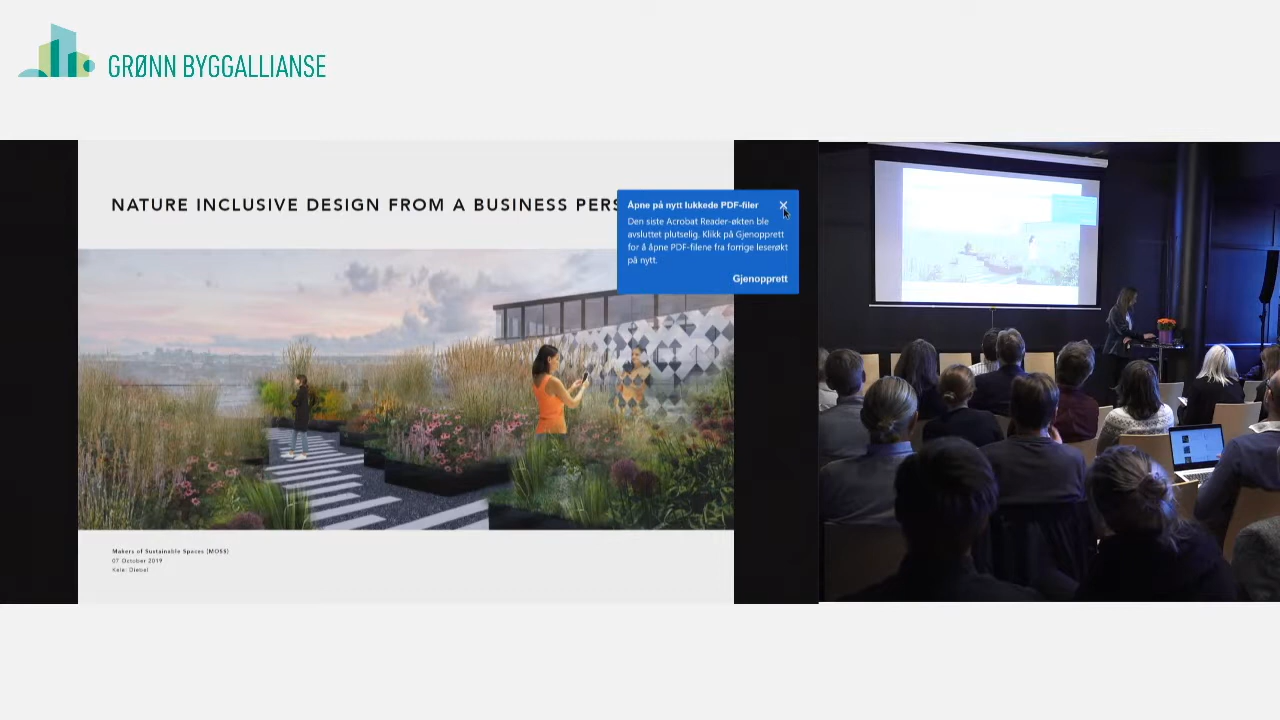 GRØNN BYGGALLIANSE
NATURE INCLUSIVE DESIGN FROM A BUSINESS PERS
Åpne på nytt lukkede PDF-filer
Den siste Acrobat Reader-økten ble
avsluttet plutselig. Klikk på Gjenopprett
for å åpne PDF-filene fra forrige leserøkt
på nytt.
Gjenopprett
Makers of Sustainable Spaces (MOSS)
07 October 2019